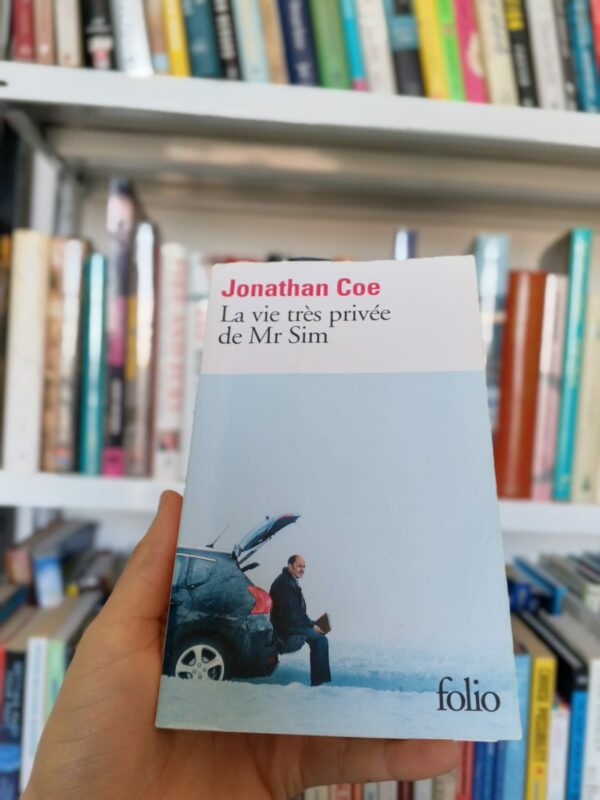 Jonathan Coe
La vie très privée
de Mr Sim
folio